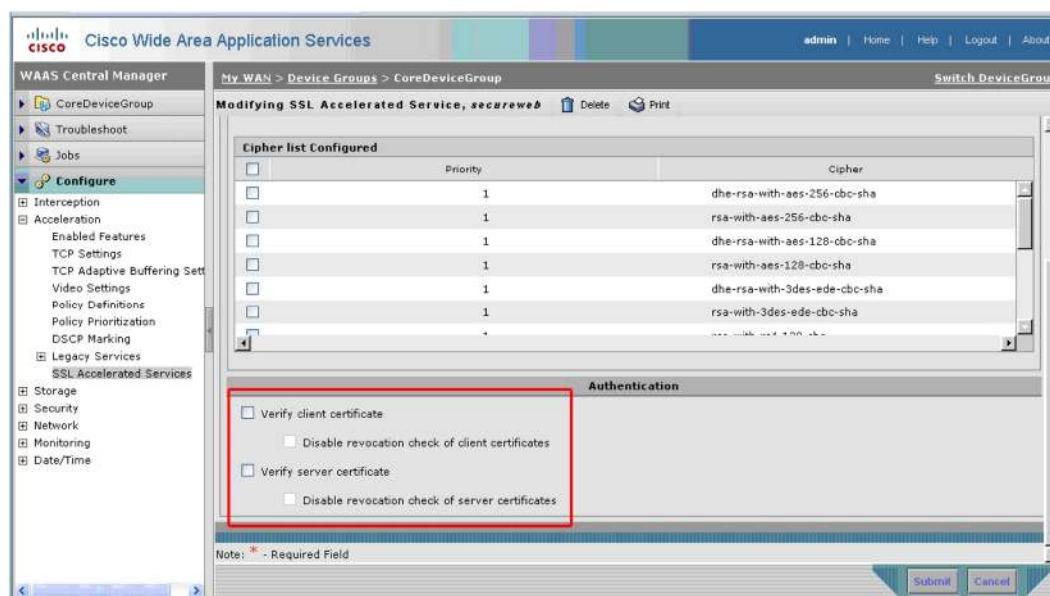 cisco Cisco Wide Area Application Services
admin | Home | Help | Logout | About
WAAS Central Manager
CoreDeviceGroup
Troubleshoot
Jobs
Configure
Interception
Acceleration
Enabled Features
TCP Settings
TCP Adaptive Buffering Sett
Video Settings
Policy Definitions
Policy Prioritization
DSCP Marking
Legacy Services
SSL Accelerated Services
Storage
Security
Network
Monitoring
Date/Time
My WAN > Device Groups > CoreDeviceGroup
Switch DeviceGrou
Modifying SSL Accelerated Service, secureweb Delete Print
Cipher list Configured
Priority Cipher
1 dhe-rsa-with-aes-256-cbc-sha
1 rsa-with-aes-256-cbc-sha
1 dhe-rsa-with-aes-128-cbc-sha
1 rsa-with-aes-128-cbc-sha
1 dhe-rsa-with-3des-ede-cbc-sha
1 rsa-with-3des-ede-cbc-sha
Authentication
Verify client certificate
Disable revocation check of client certificates
Verify server certificate
Disable revocation check of server certificates
Note: * - Required Field
Submit Cancel